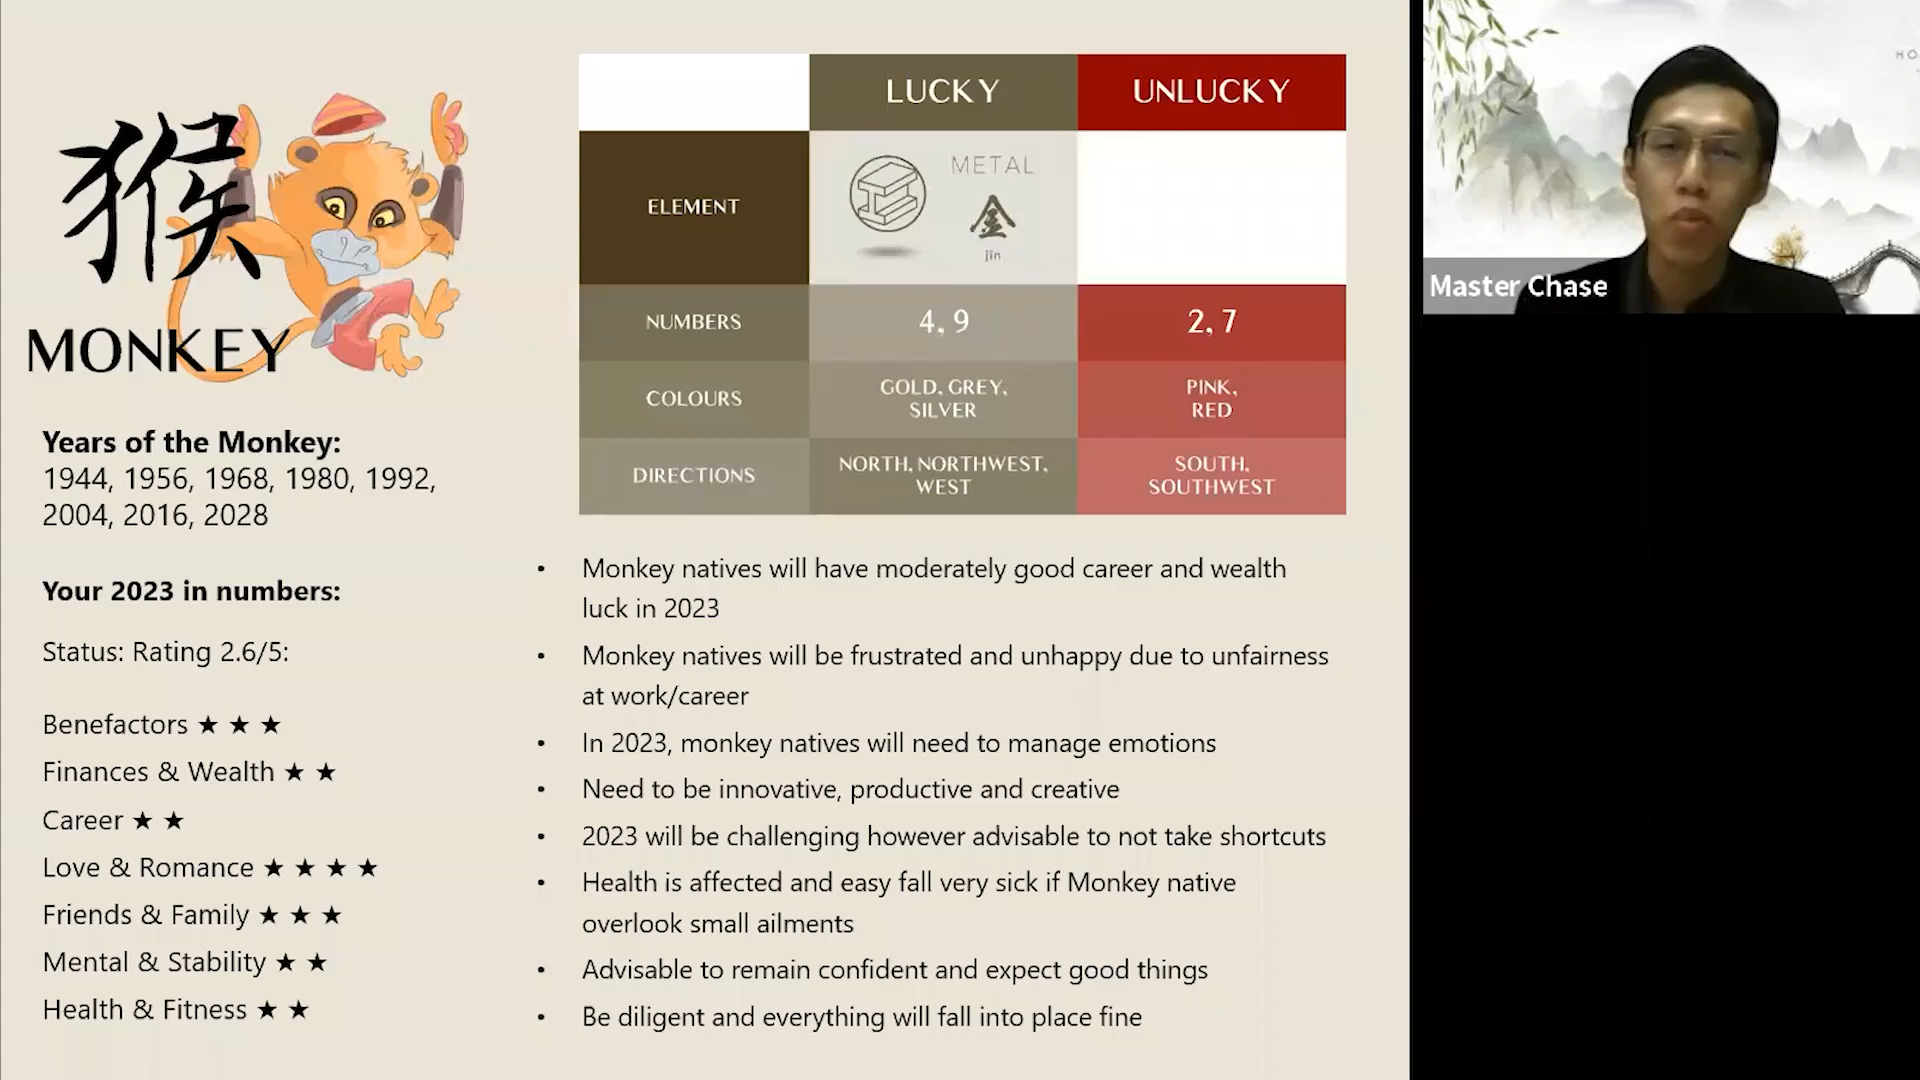 猴
MONKEY
Years of the Monkey:
1944, 1956, 1968, 1980, 1992,
2004, 2016, 2028
Your 2023 in numbers:
Status: Rating 2.6/5:
Benefactors ★ ★ ★
Finances & Wealth ★ ★
Career ★ ★
Love & Romance ★ ★ ★ ★
Friends & Family ★ ★ ★
Mental & Stability ★ ★
Health & Fitness ★ ★
LUCKY UNLUCKY
ELEMENT
METAL
金
jin
NUMBERS 4, 9 2, 7
COLOURS
GOLD, GREY,
SILVER
PINK,
RED
DIRECTIONS
NORTH, NORTHWEST,
WEST
SOUTH,
SOUTHWEST
• Monkey natives will have moderately good career and wealth
luck in 2023
• Monkey natives will be frustrated and unhappy due to unfairness
at work/career
• In 2023, monkey natives will need to manage emotions
• Need to be innovative, productive and creative
• 2023 will be challenging however advisable to not take shortcuts
• Health is affected and easy fall very sick if Monkey native
overlook small ailments
• Advisable to remain confident and expect good things
• Be diligent and everything will fall into place fine
Master Chase